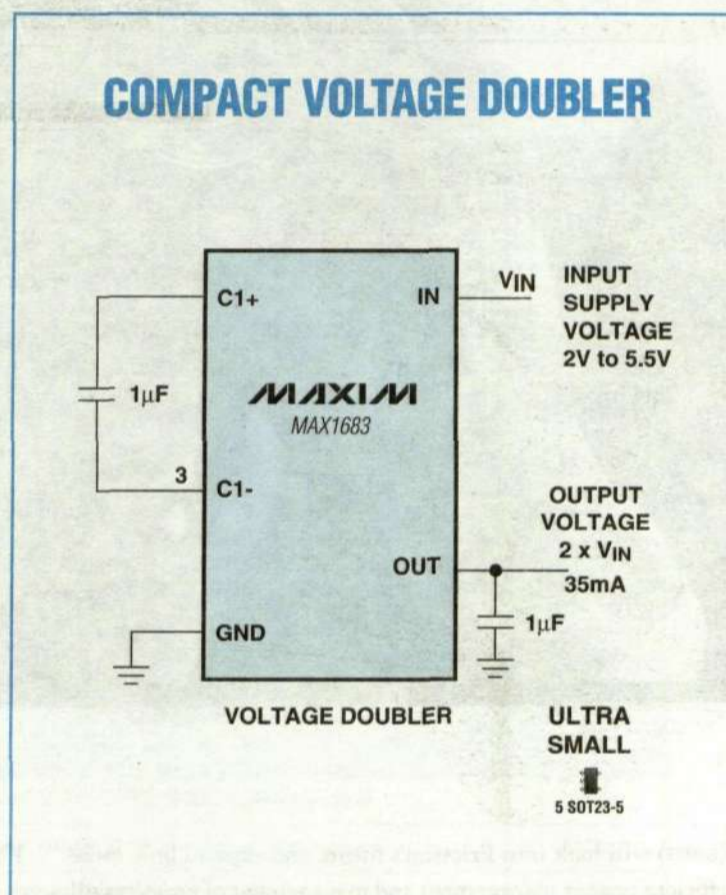 COMPACT VOLTAGE DOUBLER
C1+
IN
VIN
INPUT
SUPPLY
VOLTAGE
2V to 5.5V
1µF
MAXIM
MAX1683
3
C1-
OUTPUT
VOLTAGE
2 x VIN
35mA
OUT
1µF
GND
VOLTAGE DOUBLER
ULTRA
SMALL
5 SOT23-5